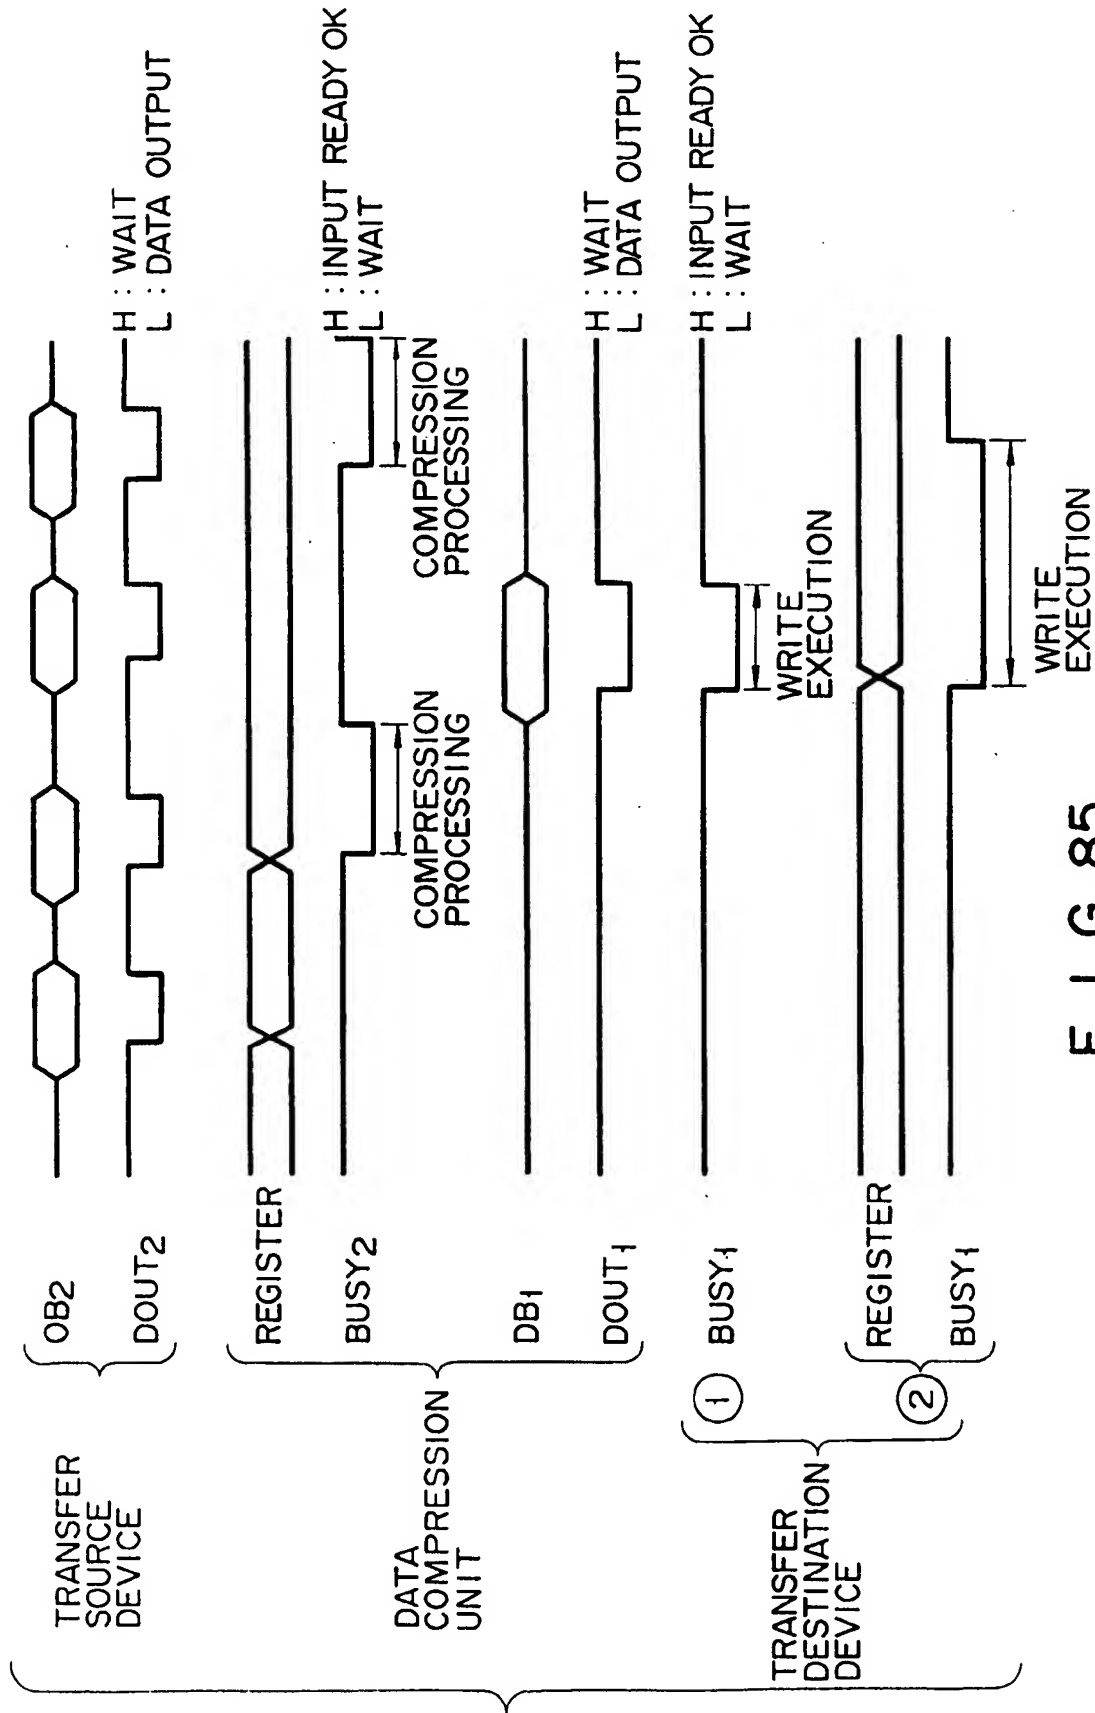 TRANSFER
SOURCE
DEVICE
OB2
DOUT2
H : WAIT
L : DATA OUTPUT
DATA
COMPRESSION
UNIT
REGISTER
BUSY2
H : INPUT READY OK
L : WAIT
COMPRESSION
PROCESSING
COMPRESSION
PROCESSING
DB1
DOUT1
H : WAIT
L : DATA OUTPUT
TRANSFER
DESTINATION
DEVICE
1
BUSY1
H : INPUT READY OK
L : WAIT
WRITE
EXECUTION
2
REGISTER
BUSY1
WRITE
EXECUTION
F I G. 85